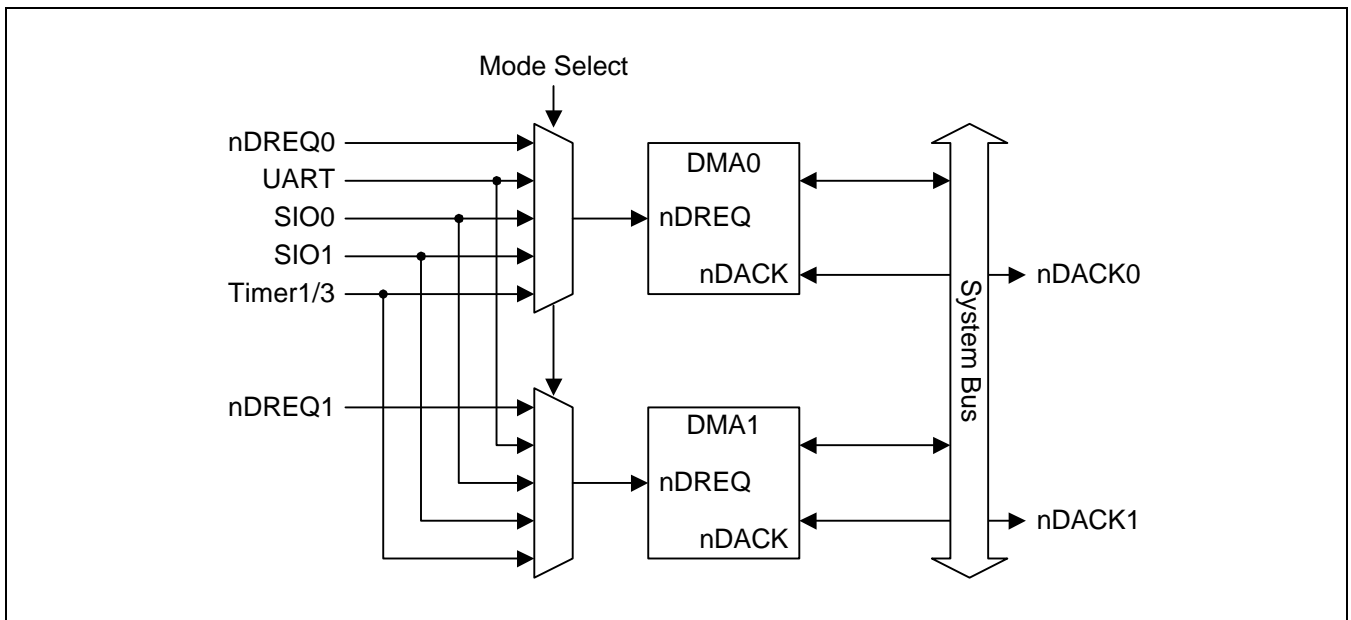 Mode Select
nDREQ0
UART
SIO0
SIO1
Timer1/3
nDREQ1
DMA0
nDREQ
nDACK
DMA1
nDREQ
nDACK
System Bus
nDACK0
nDACK1